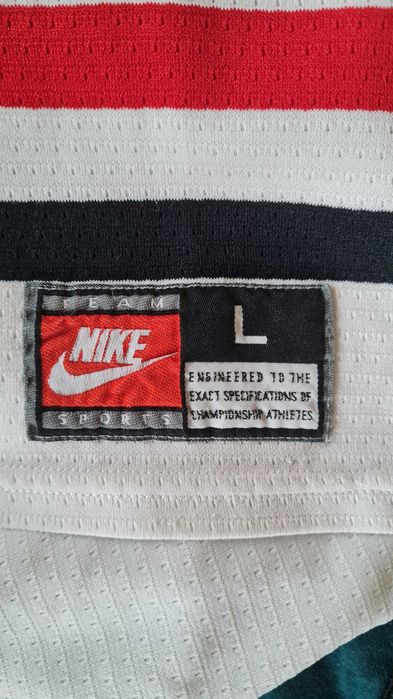 TEAM
NIKE
SPORTS
L
ENGINEERED TO THE
EXACT SPECIFICATIONS OF
CHAMPIONSHIP ATHLETES.